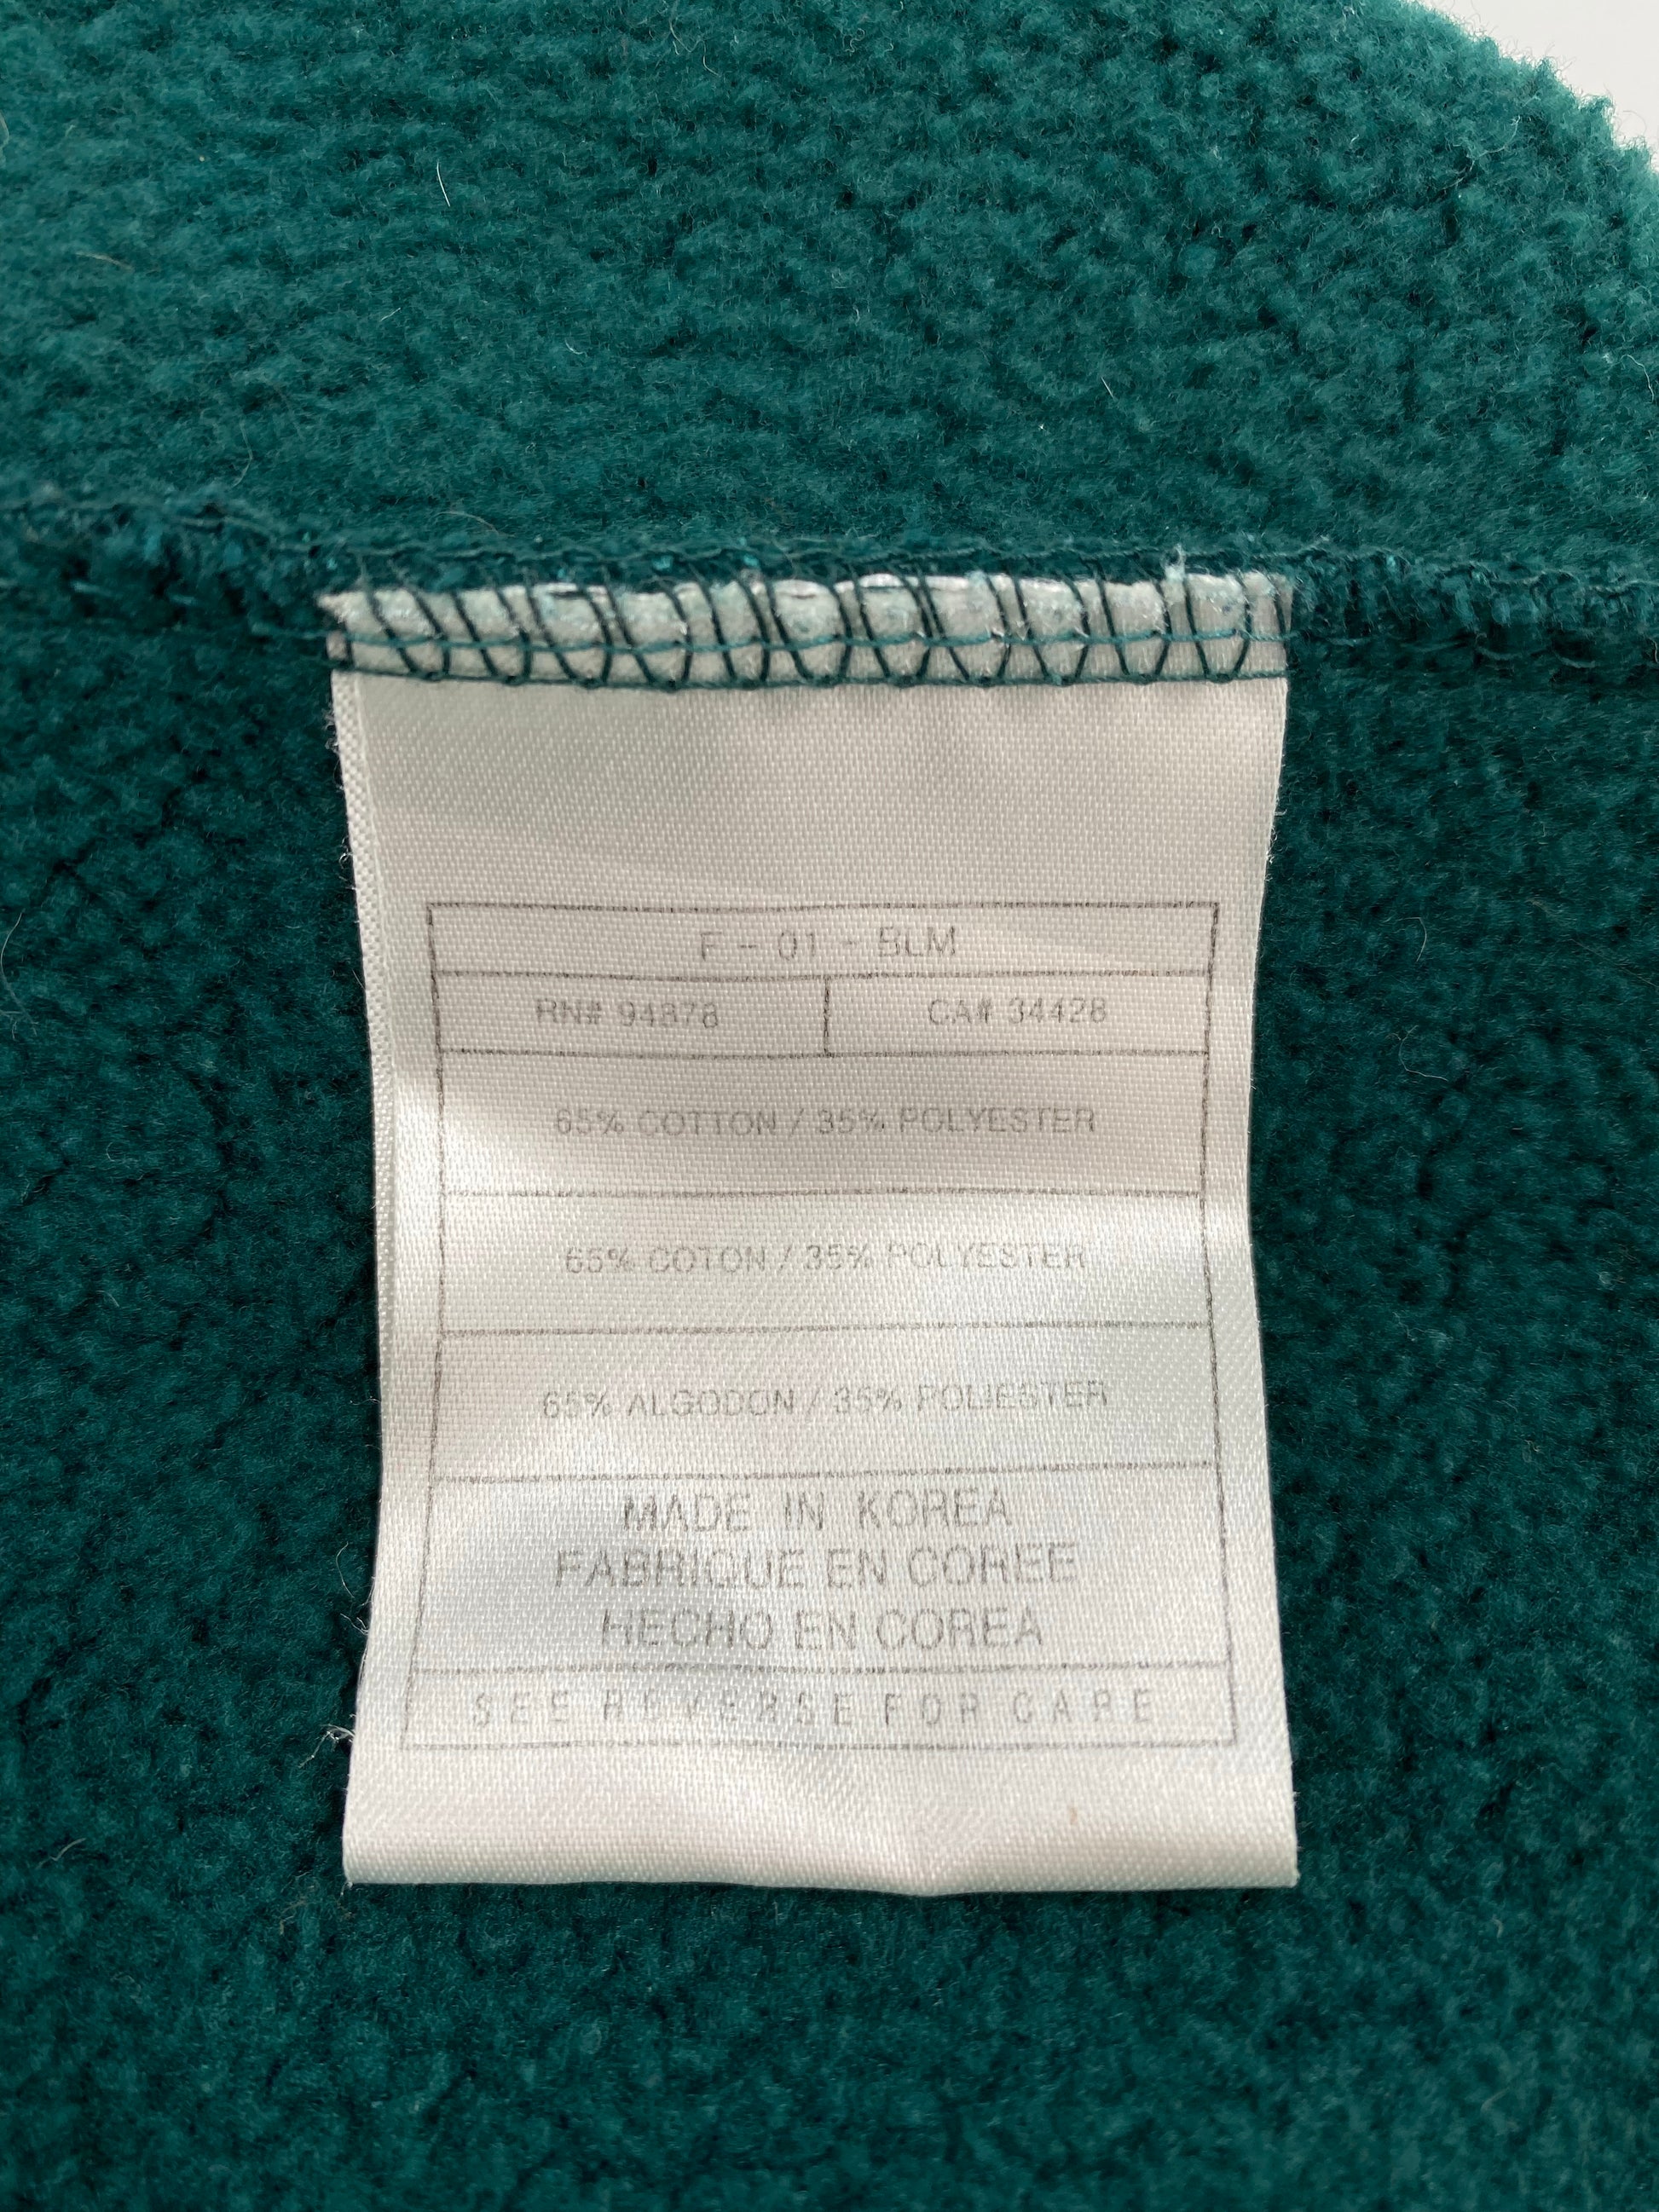 F - 01 - BLM
RN# 94878 CA# 34428
65% COTTON / 35% POLYESTER
65% COTON / 35% POLYESTER
65% ALGODON / 35% POLIESTER
MADE IN KOREA
FABRIQUE EN COREE
HECHO EN COREA
SEE REVERSE FOR CARE